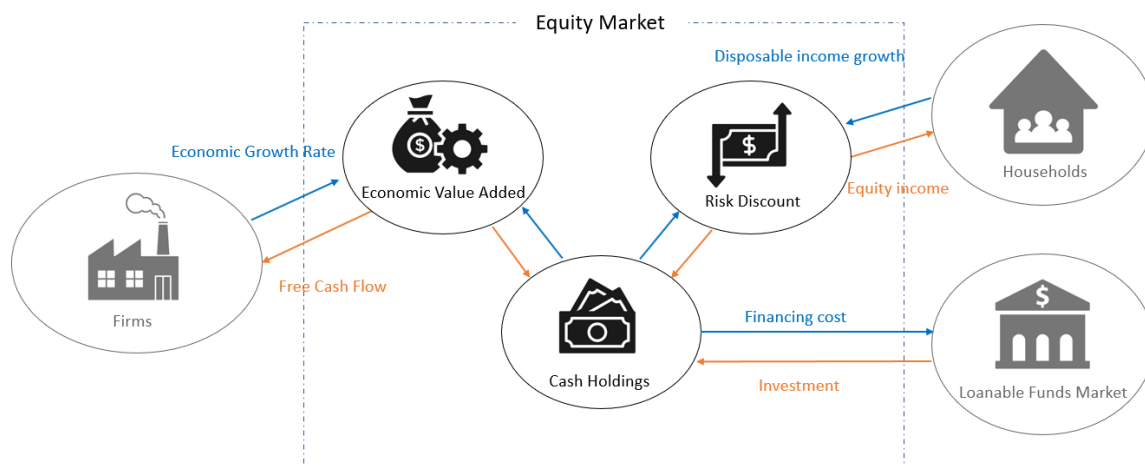 Equity Market
Disposable income growth
Economic Growth Rate
Economic Value Added
Risk Discount
Equity income
Households
Free Cash Flow
Firms
Financing cost
Cash Holdings
Investment
Loanable Funds Market
$
$
$